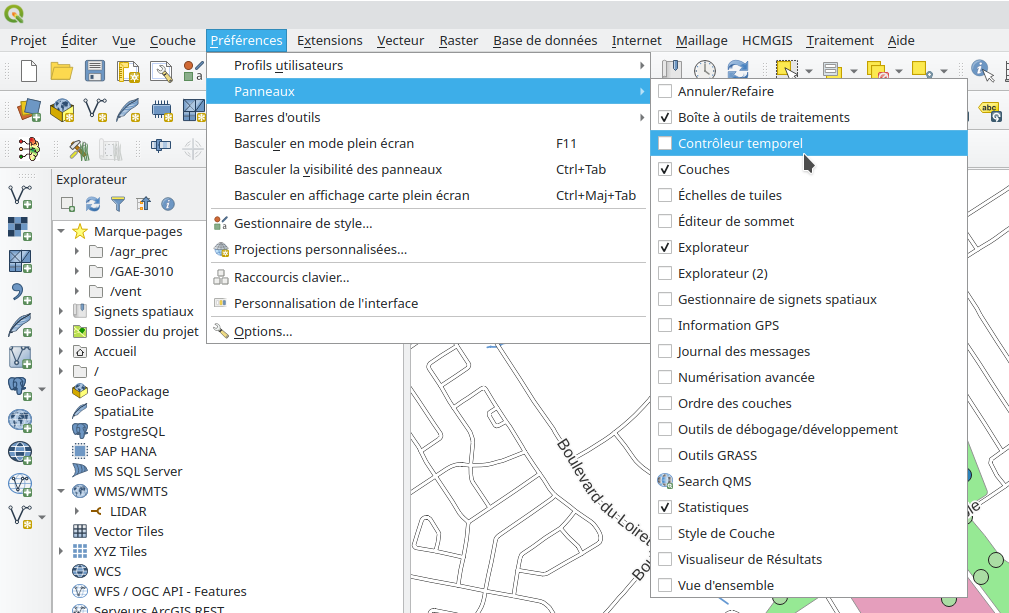 Projet Éditer Vue Couche Préférences Extensions Vecteur Raster Base de données Internet Maillage HCMGIS Traitement Aide
Profils utilisateurs
Panneaux
Barres d'outils
Basculer en mode plein écran F11
Basculer la visibilité des panneaux Ctrl+Tab
Basculer en affichage carte plein écran Ctrl+Maj+Tab
Gestionnaire de style...
Projections personnalisées...
Raccourcis clavier...
Personnalisation de l'interface
Options...
Annuler/Refaire
Boîte à outils de traitements
Contrôleur temporel
Couches
Échelles de tuiles
Éditeur de sommet
Explorateur
Explorateur (2)
Gestionnaire de signets spatiaux
Information GPS
Journal des messages
Numérisation avancée
Ordre des couches
Outils de débogage/développement
Outils GRASS
Search QMS
Statistiques
Style de Couche
Visualiseur de Résultats
Vue d'ensemble
abc
Explorateur
Marque-pages
/agr_prec
/GAE-3010
/vent
Signets spatiaux
Dossier du projet
Accueil
/
GeoPackage
SpatiaLite
PostgreSQL
SAP HANA
MS SQL Server
WMS/WMTS
LIDAR
Vector Tiles
XYZ Tiles
WCS
WFS / OGC API - Features
Serveurs ArcGIS REST
Boulevard du Loiret